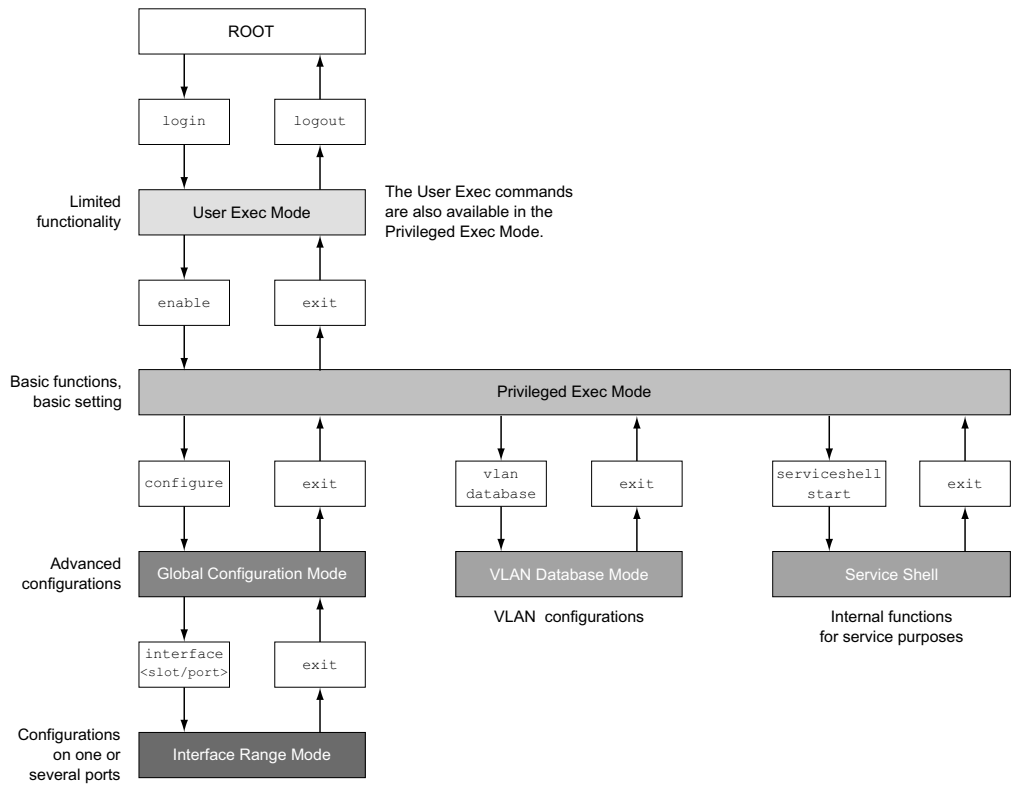 ROOT
login
logout
Limited
functionality
User Exec Mode
The User Exec commands
are also available in the
Privileged Exec Mode.
enable
exit
Basic functions,
basic setting
Privileged Exec Mode
configure
exit
vlan
database
exit
serviceshell
start
exit
Advanced
configurations
Global Configuration Mode
VLAN Database Mode
Service Shell
VLAN configurations
Internal functions
for service purposes
interface
<slot/port>
exit
Configurations
on one or
several ports
Interface Range Mode